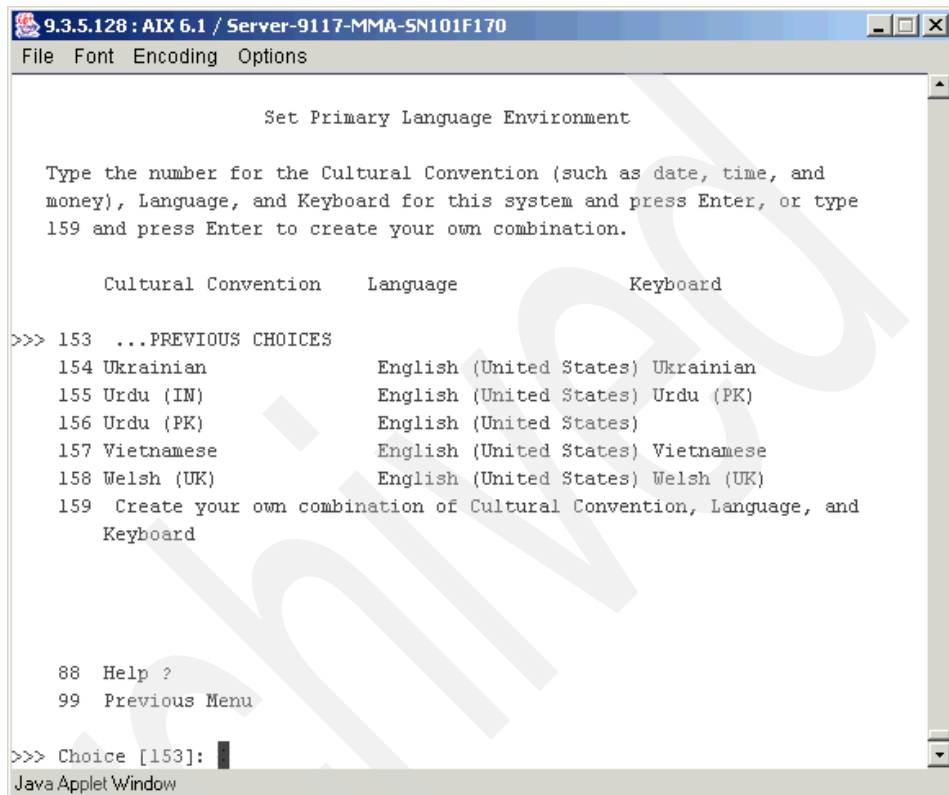 9.3.5.128 : AIX 6.1 / Server-9117-MMA-SN101F170
File Font Encoding Options
Set Primary Language Environment
Type the number for the Cultural Convention (such as date, time, and
money), Language, and Keyboard for this system and press Enter, or type
159 and press Enter to create your own combination.
Cultural Convention Language Keyboard
>>> 153 ...PREVIOUS CHOICES
154 Ukrainian English (United States) Ukrainian
155 Urdu (IN) English (United States) Urdu (PK)
156 Urdu (PK) English (United States)
157 Vietnamese English (United States) Vietnamese
158 Welsh (UK) English (United States) Welsh (UK)
159 Create your own combination of Cultural Convention, Language, and
Keyboard
88 Help ?
99 Previous Menu
>>> Choice [153]:
Java Applet Window